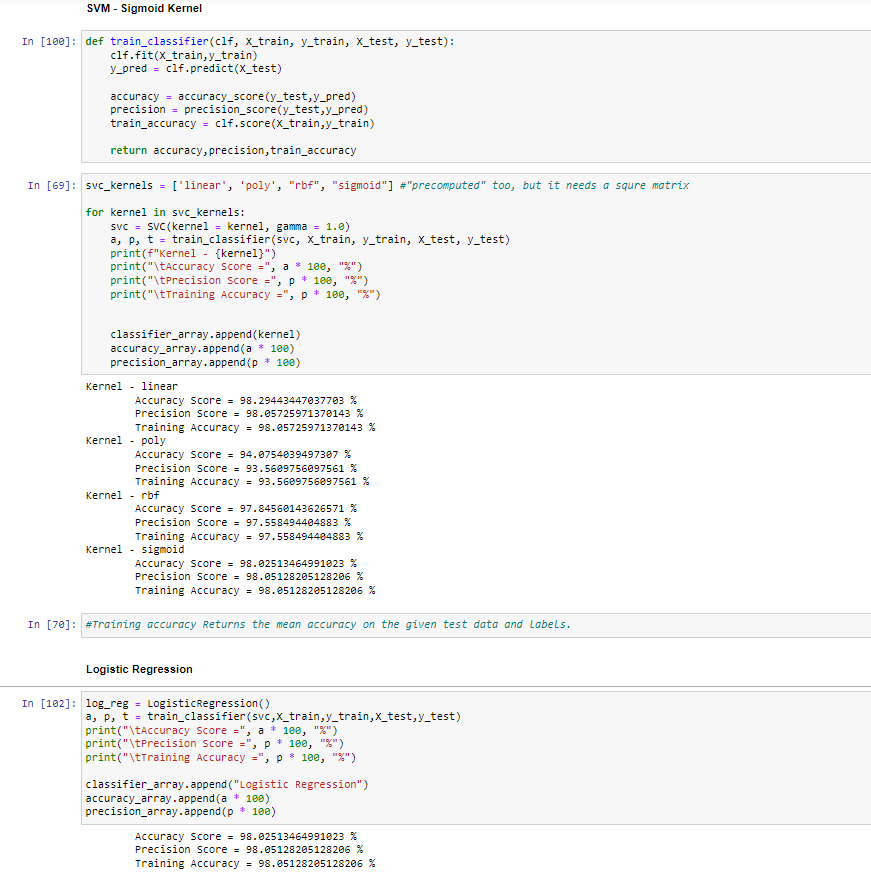 SVM - Sigmoid Kernel
In [100]: def train_classifier(clf, X_train, y_train, X_test, y_test):
    clf.fit(X_train,y_train)
    y_pred = clf.predict(X_test)
    accuracy = accuracy_score(y_test,y_pred)
    precision = precision_score(y_test,y_pred)
    train_accuracy = clf.score(X_train,y_train)
    return accuracy,precision,train_accuracy
In [69]: svc_kernels = ['linear', 'poly', "rbf", "sigmoid"] #"precomputed" too, but it needs a squre matrix
for kernel in svc_kernels:
    svc = SVC(kernel = kernel, gamma = 1.0)
    a, p, t = train_classifier(svc, X_train, y_train, X_test, y_test)
    print(f"Kernel - {kernel}")
    print("\tAccuracy Score =", a * 100, "%")
    print("\tPrecision Score =", p * 100, "%")
    print("\tTraining Accuracy =", p * 100, "%")
    classifier_array.append(kernel)
    accuracy_array.append(a * 100)
    precision_array.append(p * 100)
Kernel - linear
        Accuracy Score = 98.29443447037703 %
        Precision Score = 98.05725971370143 %
        Training Accuracy = 98.05725971370143 %
Kernel - poly
        Accuracy Score = 94.0754039497307 %
        Precision Score = 93.5609756097561 %
        Training Accuracy = 93.5609756097561 %
Kernel - rbf
        Accuracy Score = 97.84560143626571 %
        Precision Score = 97.558494404883 %
        Training Accuracy = 97.558494404883 %
Kernel - sigmoid
        Accuracy Score = 98.02513464991023 %
        Precision Score = 98.05128205128206 %
        Training Accuracy = 98.05128205128206 %
In [70]: #Training accuracy Returns the mean accuracy on the given test data and labels.
Logistic Regression
In [102]: log_reg = LogisticRegression()
a, p, t = train_classifier(svc,X_train,y_train,X_test,y_test)
print("\tAccuracy Score =", a * 100, "%")
print("\tPrecision Score =", p * 100, "%")
print("\tTraining Accuracy =", p * 100, "%")
classifier_array.append("Logistic Regression")
accuracy_array.append(a * 100)
precision_array.append(p * 100)
        Accuracy Score = 98.02513464991023 %
        Precision Score = 98.05128205128206 %
        Training Accuracy = 98.05128205128206 %